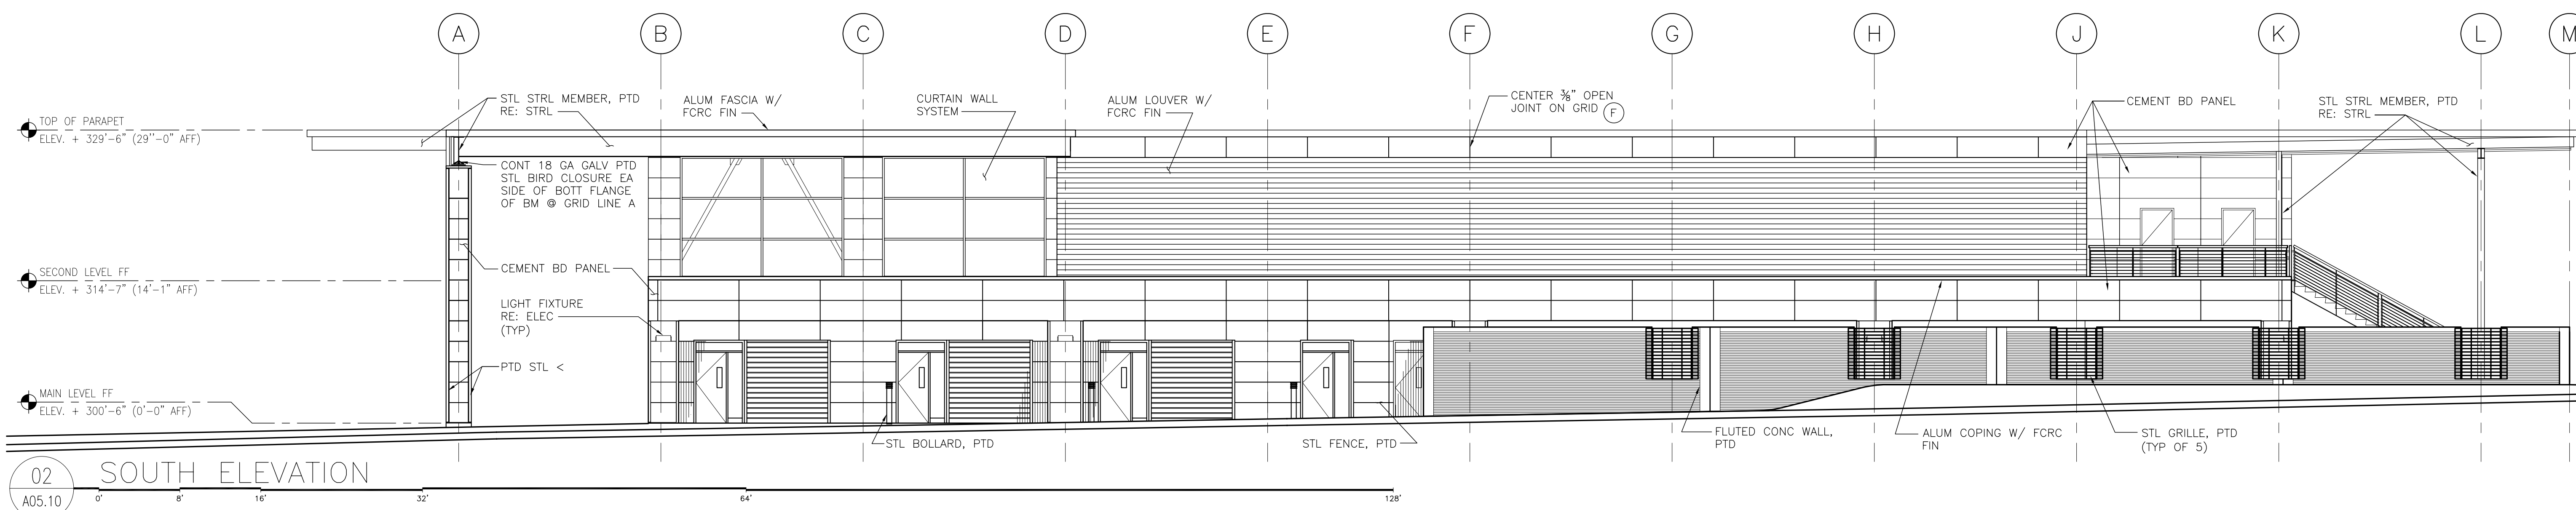 A B C D E F G H J K L M
STL STRL MEMBER, PTD
RE: STRL
ALUM FASCIA W/
FCRC FIN
CURTAIN WALL
SYSTEM
ALUM LOUVER W/
FCRC FIN
CENTER ⅜" OPEN
JOINT ON GRID F
CEMENT BD PANEL
STL STRL MEMBER, PTD
RE: STRL
TOP OF PARAPET
ELEV. + 329'-6" (29''-0" AFF)
CONT 18 GA GALV PTD
STL BIRD CLOSURE EA
SIDE OF BOTT FLANGE
OF BM @ GRID LINE A
SECOND LEVEL FF
ELEV. + 314'-7" (14'-1" AFF)
CEMENT BD PANEL
LIGHT FIXTURE
RE: ELEC
(TYP)
PTD STL <
MAIN LEVEL FF
ELEV. + 300'-6" (0'-0" AFF)
STL BOLLARD, PTD
STL FENCE, PTD
FLUTED CONC WALL,
PTD
ALUM COPING W/ FCRC
FIN
STL GRILLE, PTD
(TYP OF 5)
02
A05.10
SOUTH ELEVATION
0' 8' 16' 32' 64' 128'